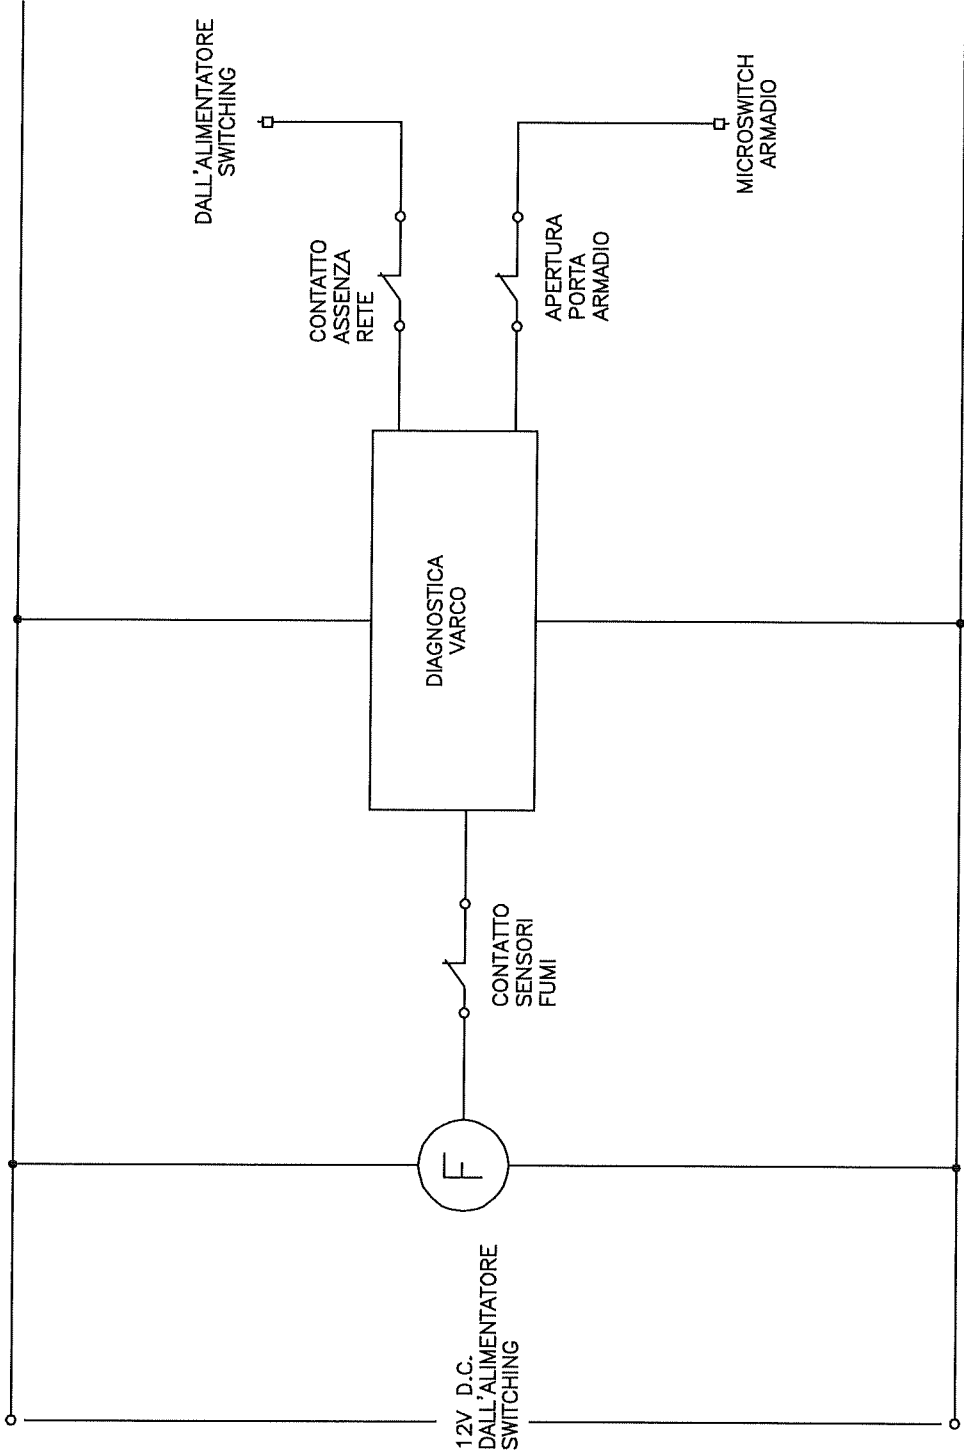 12V D.C.
DALL'ALIMENTATORE
SWITCHING
F
CONTATTO
SENSORI
FUMI
DIAGNOSTICA
VARCO
CONTATTO
ASSENZA
RETE
APERTURA
PORTA
ARMADIO
DALL'ALIMENTATORE
SWITCHING
MICROSWITCH
ARMADIO